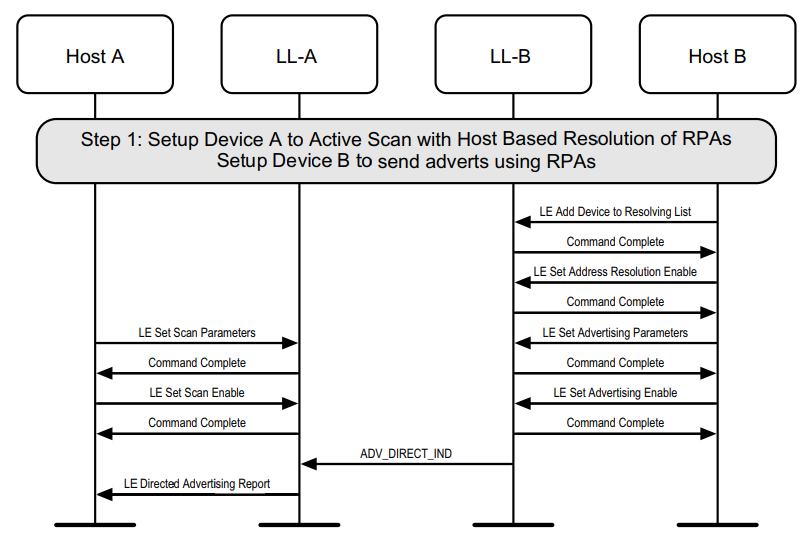 Host A
LL-A
LL-B
Host B
Step 1: Setup Device A to Active Scan with Host Based Resolution of RPAs
Setup Device B to send adverts using RPAs
LE Add Device to Resolving List
Command Complete
LE Set Address Resolution Enable
Command Complete
LE Set Scan Parameters
LE Set Advertising Parameters
Command Complete
Command Complete
LE Set Scan Enable
LE Set Advertising Enable
Command Complete
Command Complete
ADV_DIRECT_IND
LE Directed Advertising Report